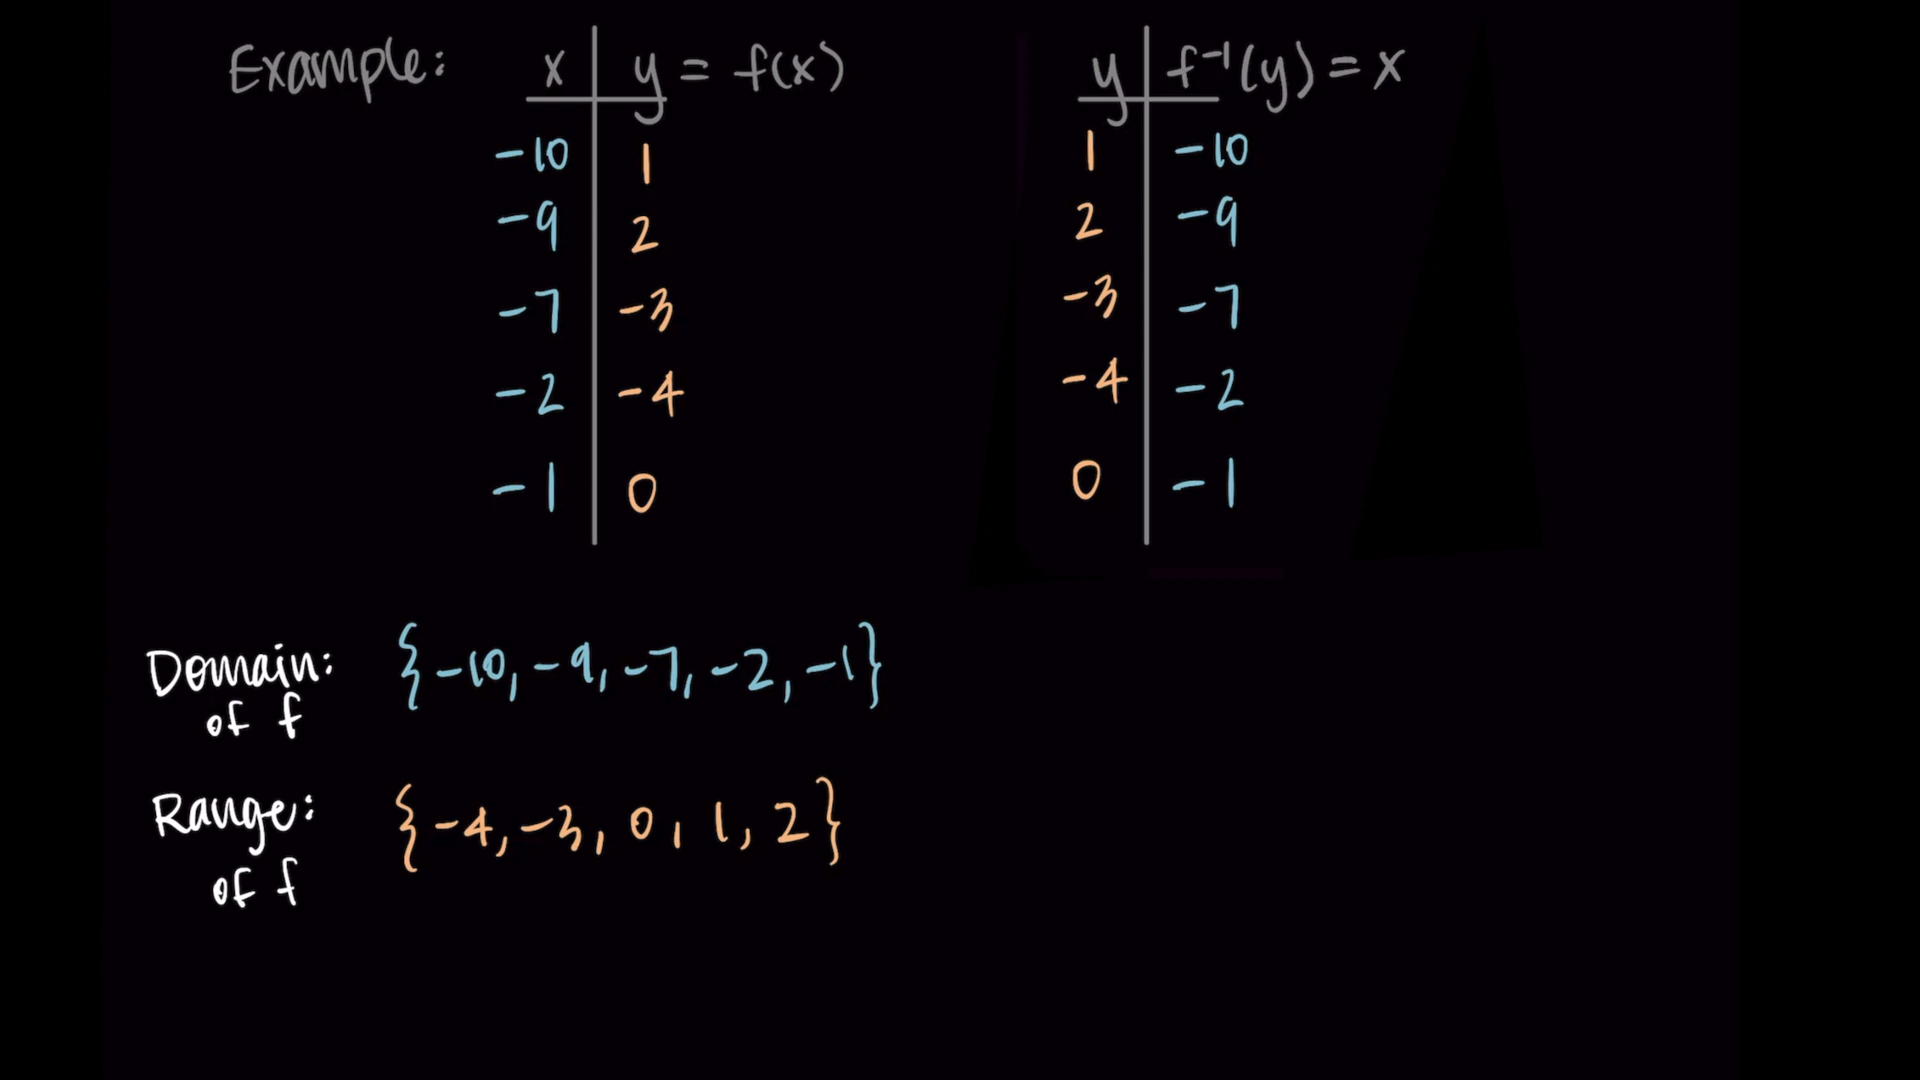 Example: x y = f(x) y f⁻¹(y) = x
-10 1 1 -10
-9 2 2 -9
-7 -3 -3 -7
-2 -4 -4 -2
-1 0 0 -1
Domain: {-10, -9, -7, -2, -1}
of f
Range: {-4, -3, 0, 1, 2}
of f